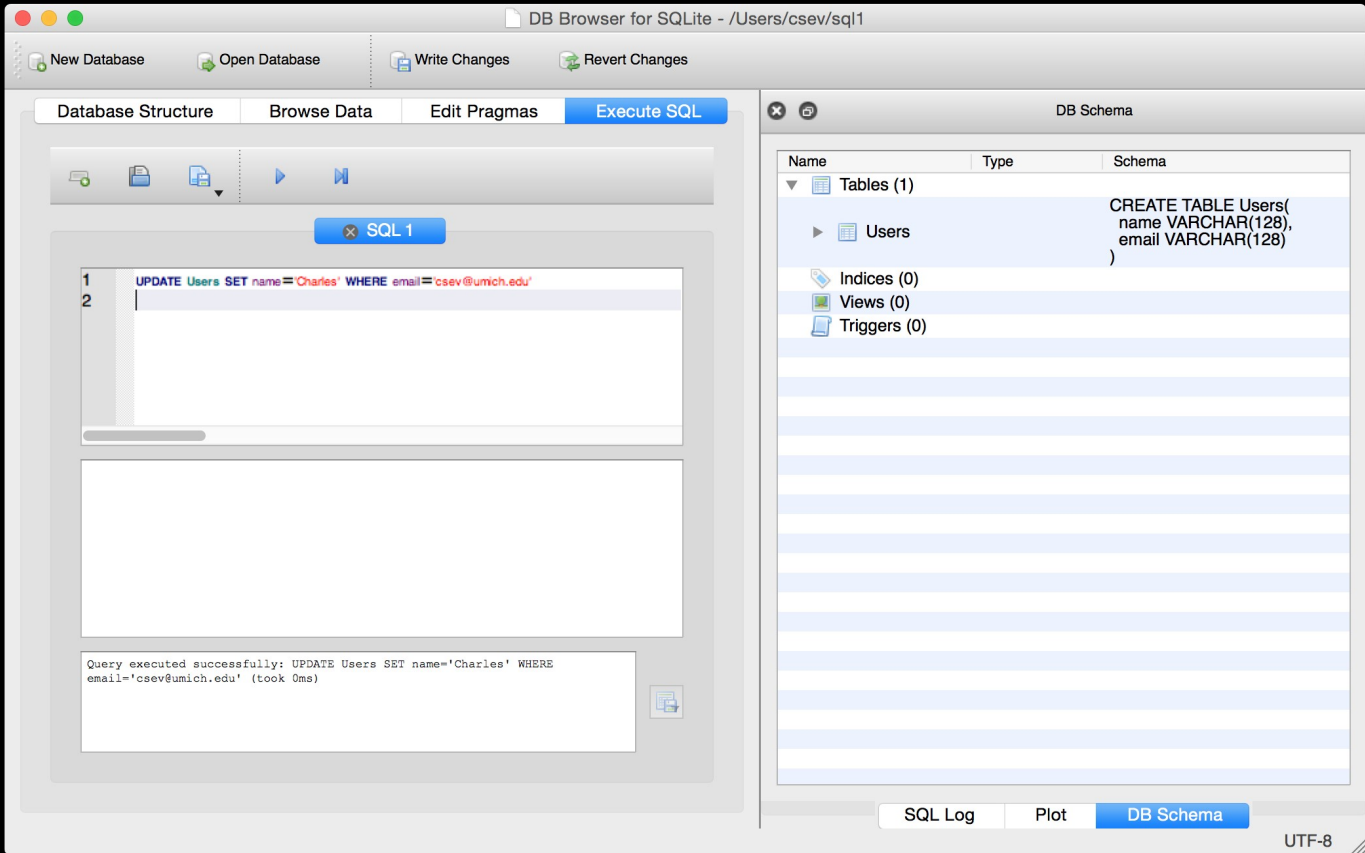 DB Browser for SQLite - /Users/csev/sql1
New Database
Open Database
Write Changes
Revert Changes
Database Structure
Browse Data
Edit Pragmas
Execute SQL
SQL 1
1 UPDATE Users SET name='Charles' WHERE email='csev@umich.edu'
2
Query executed successfully: UPDATE Users SET name='Charles' WHERE
email='csev@umich.edu' (took 0ms)
DB Schema
Name Type Schema
Tables (1)
Users
CREATE TABLE Users(
name VARCHAR(128),
email VARCHAR(128)
)
Indices (0)
Views (0)
Triggers (0)
SQL Log
Plot
DB Schema
UTF-8